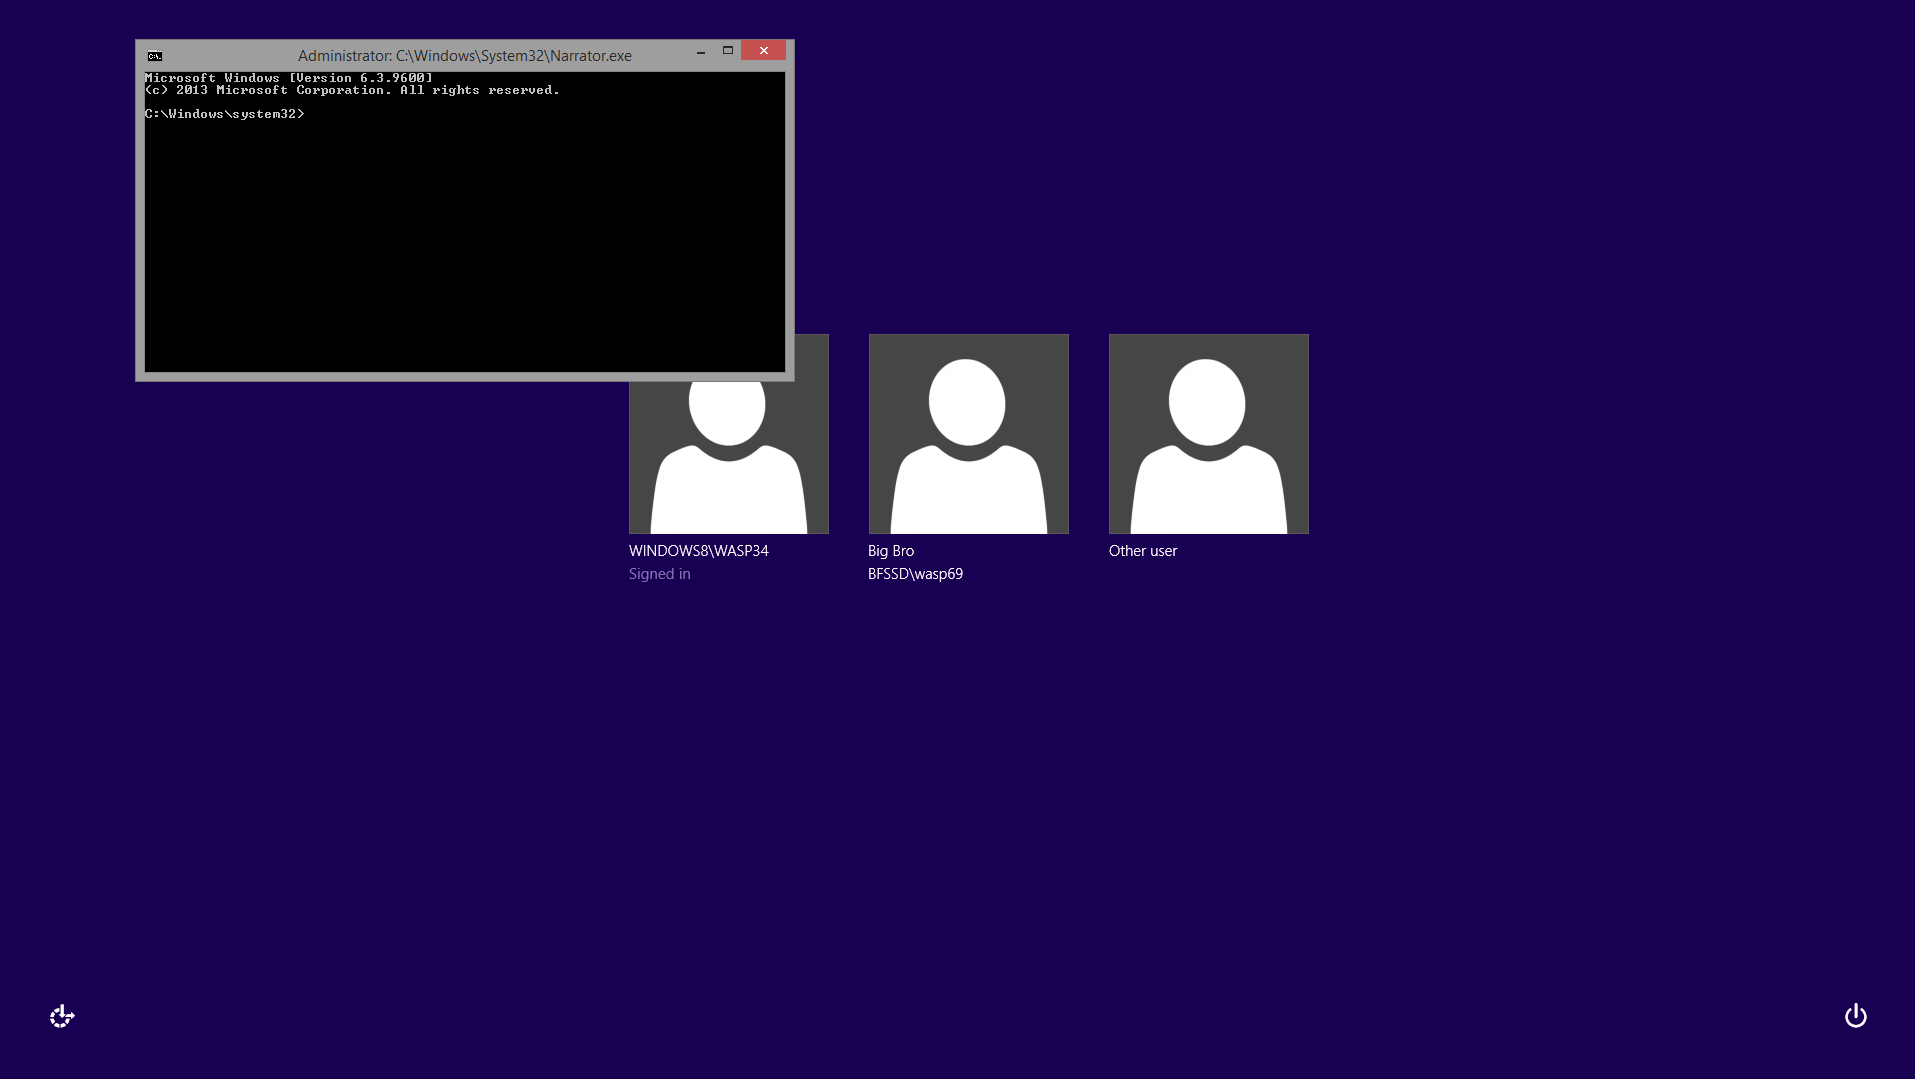 Administrator: C:\Windows\System32\Narrator.exe
Microsoft Windows [Version 6.3.9600]
(c) 2013 Microsoft Corporation. All rights reserved.
C:\Windows\system32>
WINDOWS8\WASP34
Signed in
Big Bro
BFSSD\wasp69
Other user